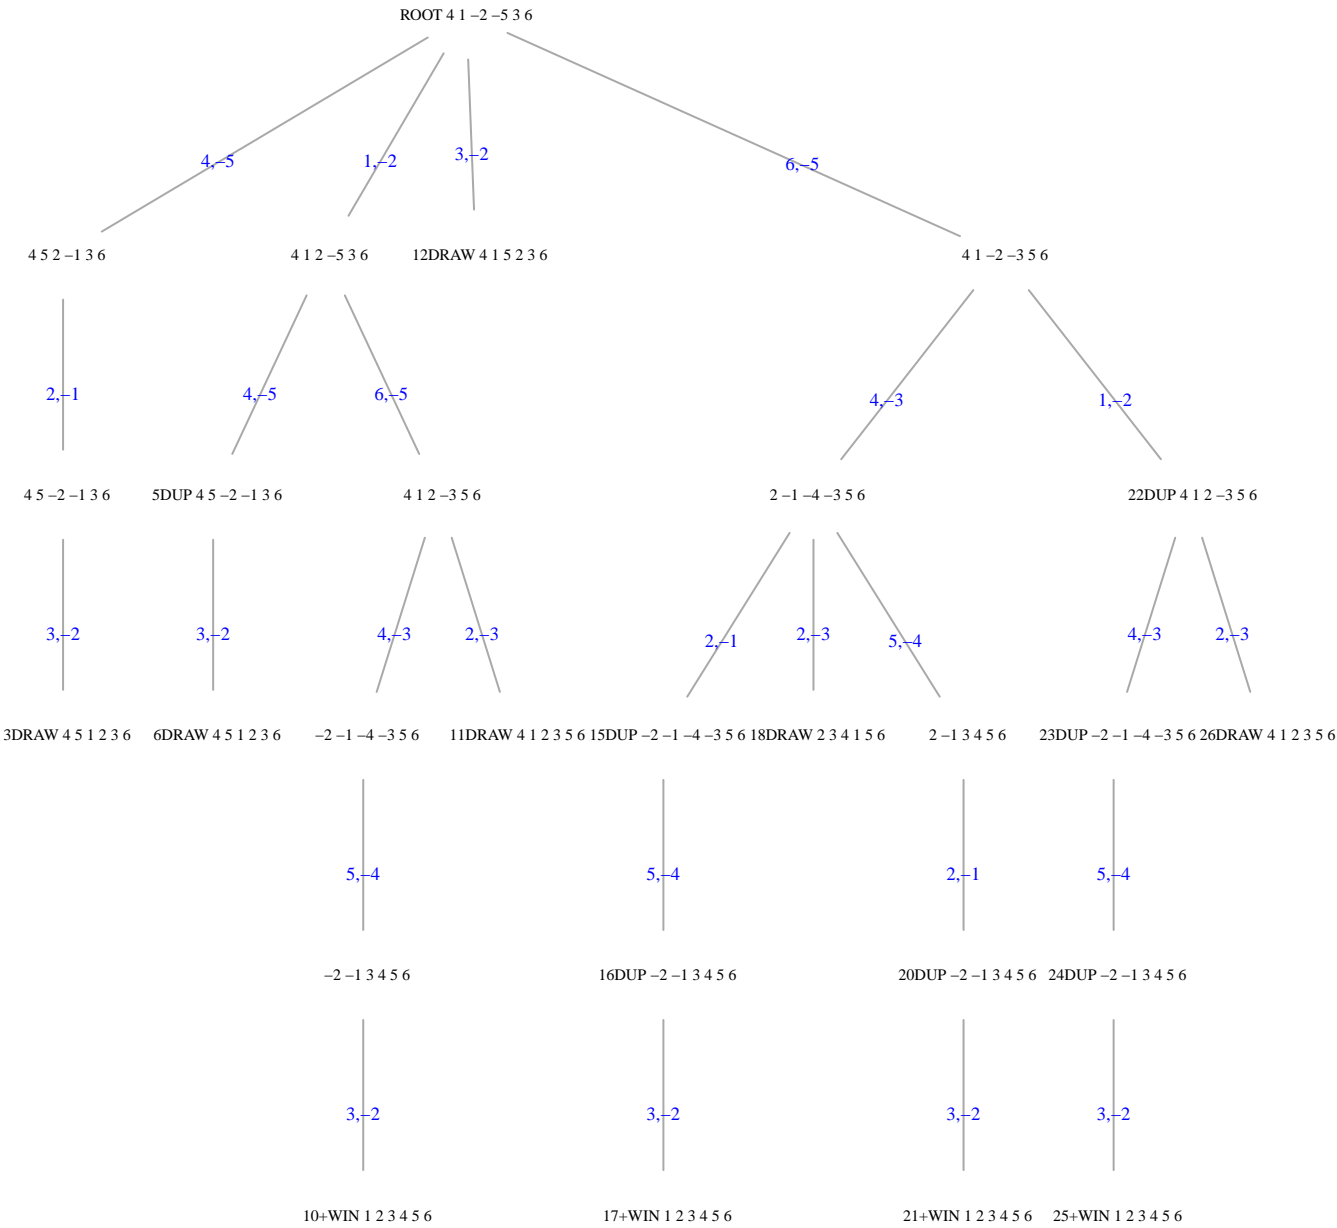 ROOT 4 1 −2 −5 3 6
4,−5
1,−2
3,−2
6,−5
4 5 2 −1 3 6
4 1 2 −5 3 6
12DRAW 4 1 5 2 3 6
4 1 −2 −3 5 6
2,−1
4,−5
6,−5
4,−3
1,−2
4 5 −2 −1 3 6
5DUP 4 5 −2 −1 3 6
4 1 2 −3 5 6
2 −1 −4 −3 5 6
22DUP 4 1 2 −3 5 6
3,−2
3,−2
4,−3
2,−3
2,−1
2,−3
5,−4
4,−3
2,−3
3DRAW 4 5 1 2 3 6
6DRAW 4 5 1 2 3 6
−2 −1 −4 −3 5 6
11DRAW 4 1 2 3 5 6
15DUP −2 −1 −4 −3 5 6
18DRAW 2 3 4 1 5 6
2 −1 3 4 5 6
23DUP −2 −1 −4 −3 5 6
26DRAW 4 1 2 3 5 6
5,−4
5,−4
2,−1
5,−4
−2 −1 3 4 5 6
16DUP −2 −1 3 4 5 6
20DUP −2 −1 3 4 5 6
24DUP −2 −1 3 4 5 6
3,−2
3,−2
3,−2
3,−2
10+WIN 1 2 3 4 5 6
17+WIN 1 2 3 4 5 6
21+WIN 1 2 3 4 5 6
25+WIN 1 2 3 4 5 6